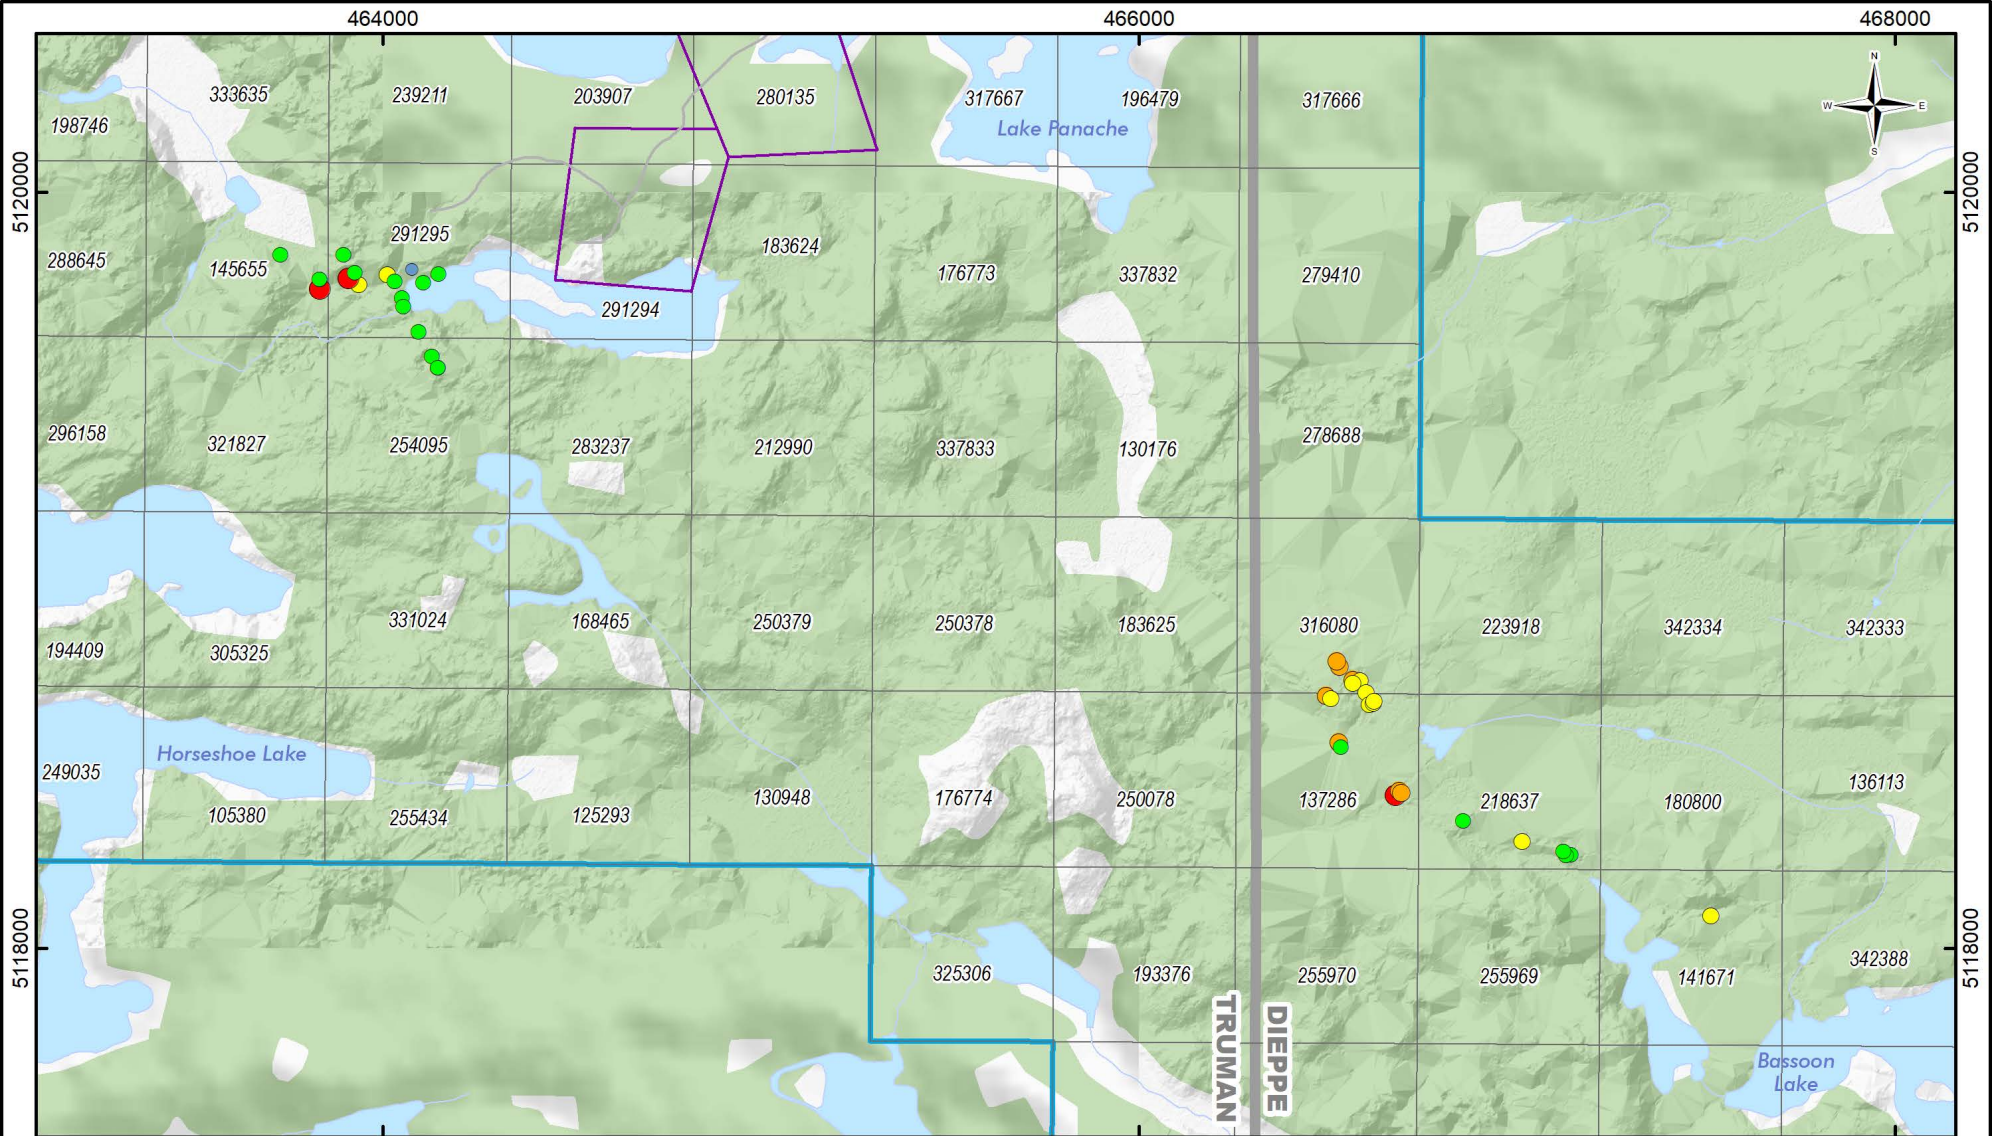 464000 466000 468000
N
W E
S
333635 239211 203907 280135 317667 196479 317666
198746
Lake Panache
5120000 5120000
291295
288645 145655 183624 176773 337832 279410
291294
296158 321827 254095 283237 212990 337833 130176 278688
331024 168465 250379 250378 183625 316080 223918 342334 342333
194409 305325
Horseshoe Lake
249035 136113
105380 255434 125293 130948 176774 250078 137286 218637 180800
5118000 5118000
325306 193376 255970 255969 141671 342388
TRUMAN
DIEPPE
Bassoon
Lake